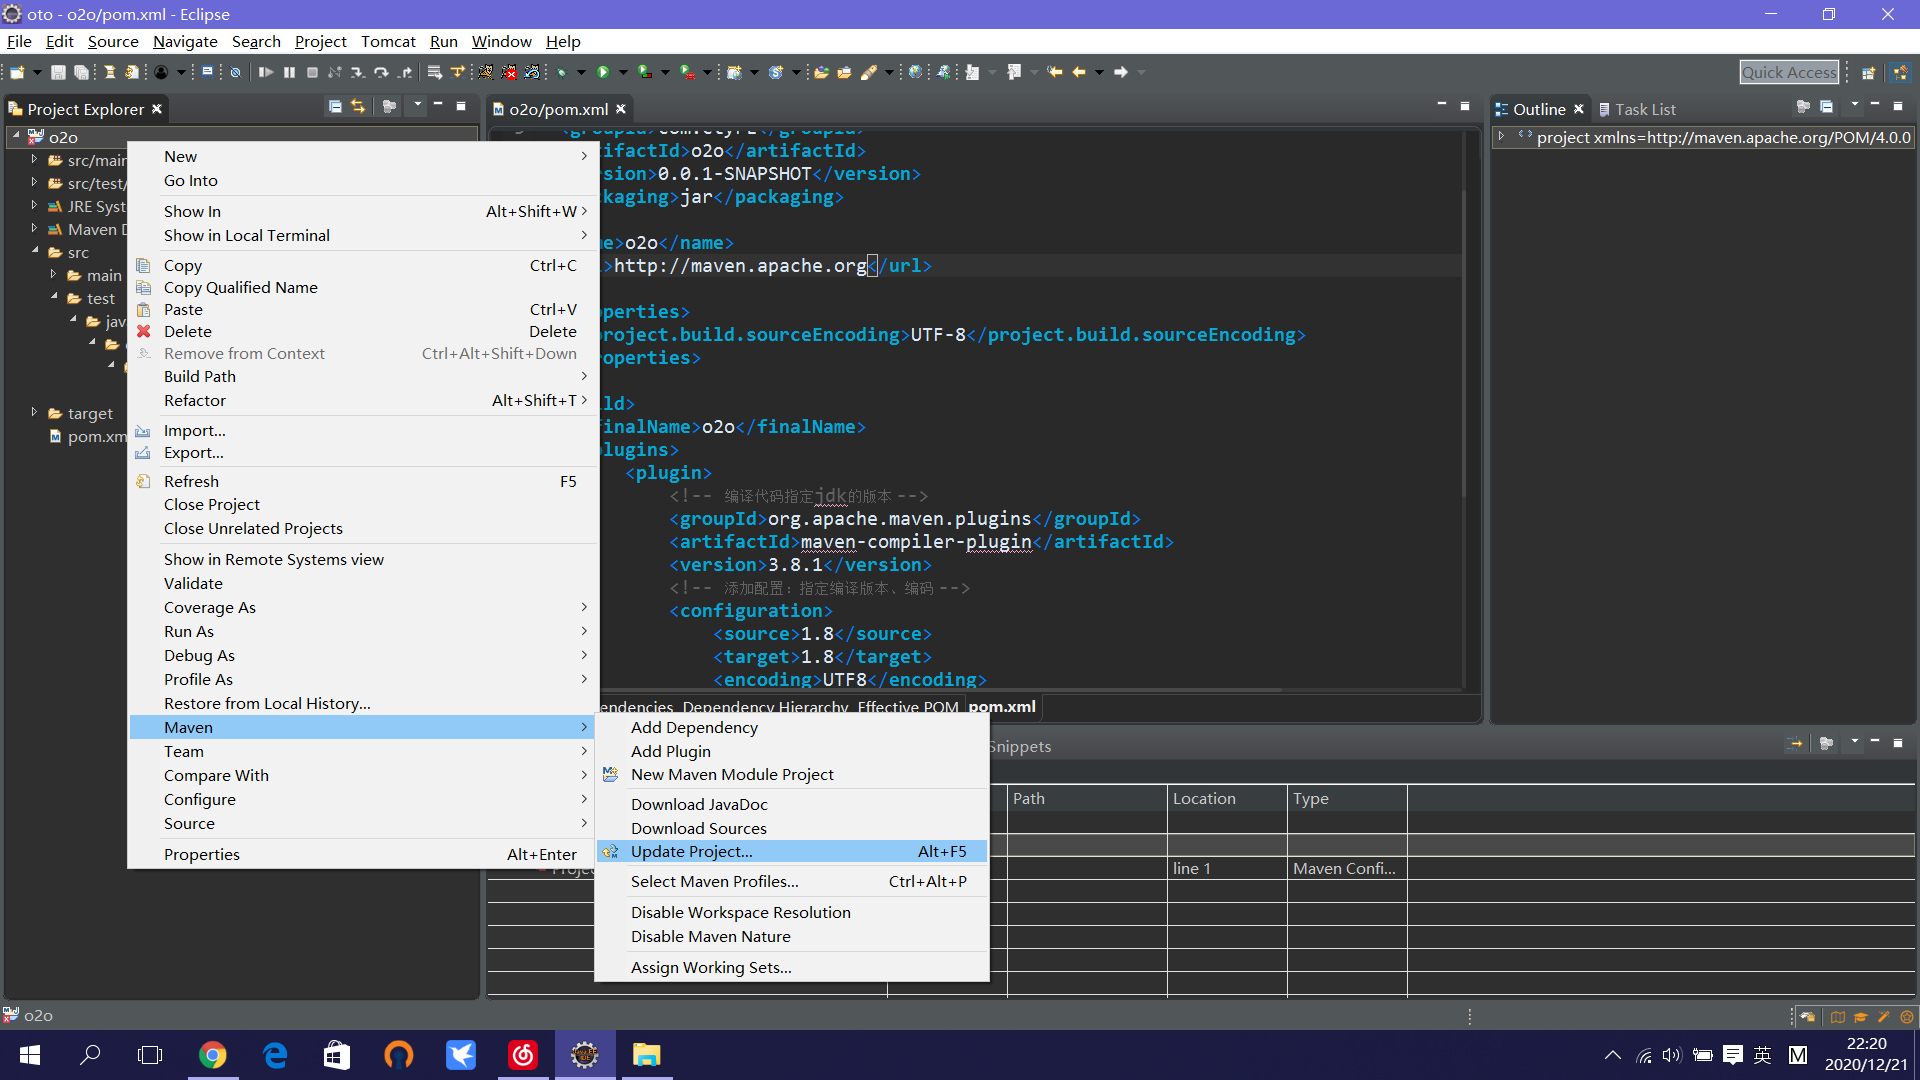 oto - o2o/pom.xml - Eclipse
File Edit Source Navigate Search Project Tomcat Run Window Help
Quick Access
Project Explorer
o2o/pom.xml
Outline
Task List
o2o
src/main
src/test/
JRE Syst
Maven D
src
main
test
jav
target
pom.xm
New
Go Into
Show In Alt+Shift+W
Show in Local Terminal
Copy Ctrl+C
Copy Qualified Name
Paste Ctrl+V
Delete Delete
Remove from Context Ctrl+Alt+Shift+Down
Build Path
Refactor Alt+Shift+T
Import...
Export...
Refresh F5
Close Project
Close Unrelated Projects
Show in Remote Systems view
Validate
Coverage As
Run As
Debug As
Profile As
Restore from Local History...
Maven
Team
Compare With
Configure
Source
Properties Alt+Enter
ifactId>o2o</artifactId>
sion>0.0.1-SNAPSHOT</version>
kaging>jar</packaging>
e>o2o</name>
>http://maven.apache.org</url>
perties>
roject.build.sourceEncoding>UTF-8</project.build.sourceEncoding>
operties>
ld>
inalName>o2o</finalName>
lugins>
<plugin>
<!-- 编译代码指定jdk的版本 -->
<groupId>org.apache.maven.plugins</groupId>
<artifactId>maven-compiler-plugin</artifactId>
<version>3.8.1</version>
<!-- 添加配置：指定编译版本、编码 -->
<configuration>
<source>1.8</source>
<target>1.8</target>
<encoding>UTF8</encoding>
endencies Dependency Hierarchy Effective POM pom.xml
project xmlns=http://maven.apache.org/POM/4.0.0
Add Dependency
Add Plugin
New Maven Module Project
Download JavaDoc
Download Sources
Update Project... Alt+F5
Select Maven Profiles... Ctrl+Alt+P
Disable Workspace Resolution
Disable Maven Nature
Assign Working Sets...
Snippets
Path Location Type
line 1 Maven Confi...
o2o
英
M
22:20
2020/12/21